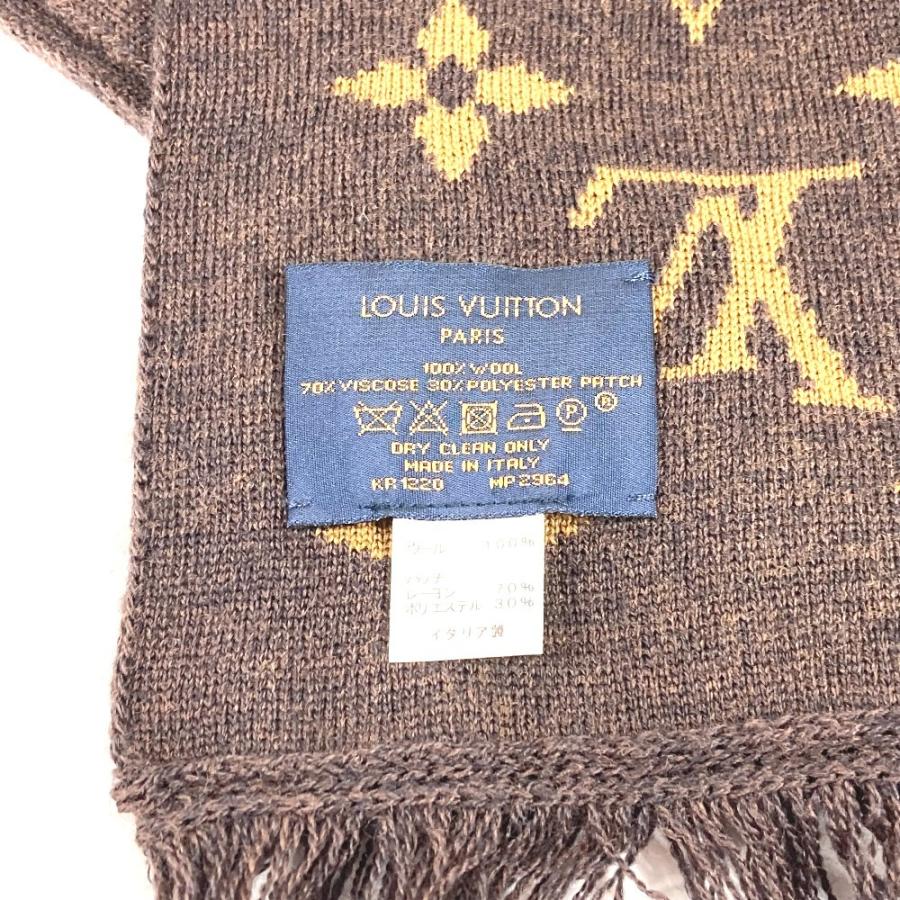 LOUIS VUITTON
PARIS
100% WOOL
70% VISCOSE 30% POLYESTER PATCH
P ®
DRY CLEAN ONLY
MADE IN ITALY
KR1220 MP2964
ウール 100%
パッチ
レーヨン 70%
ポリエステル 30%
イタリア製